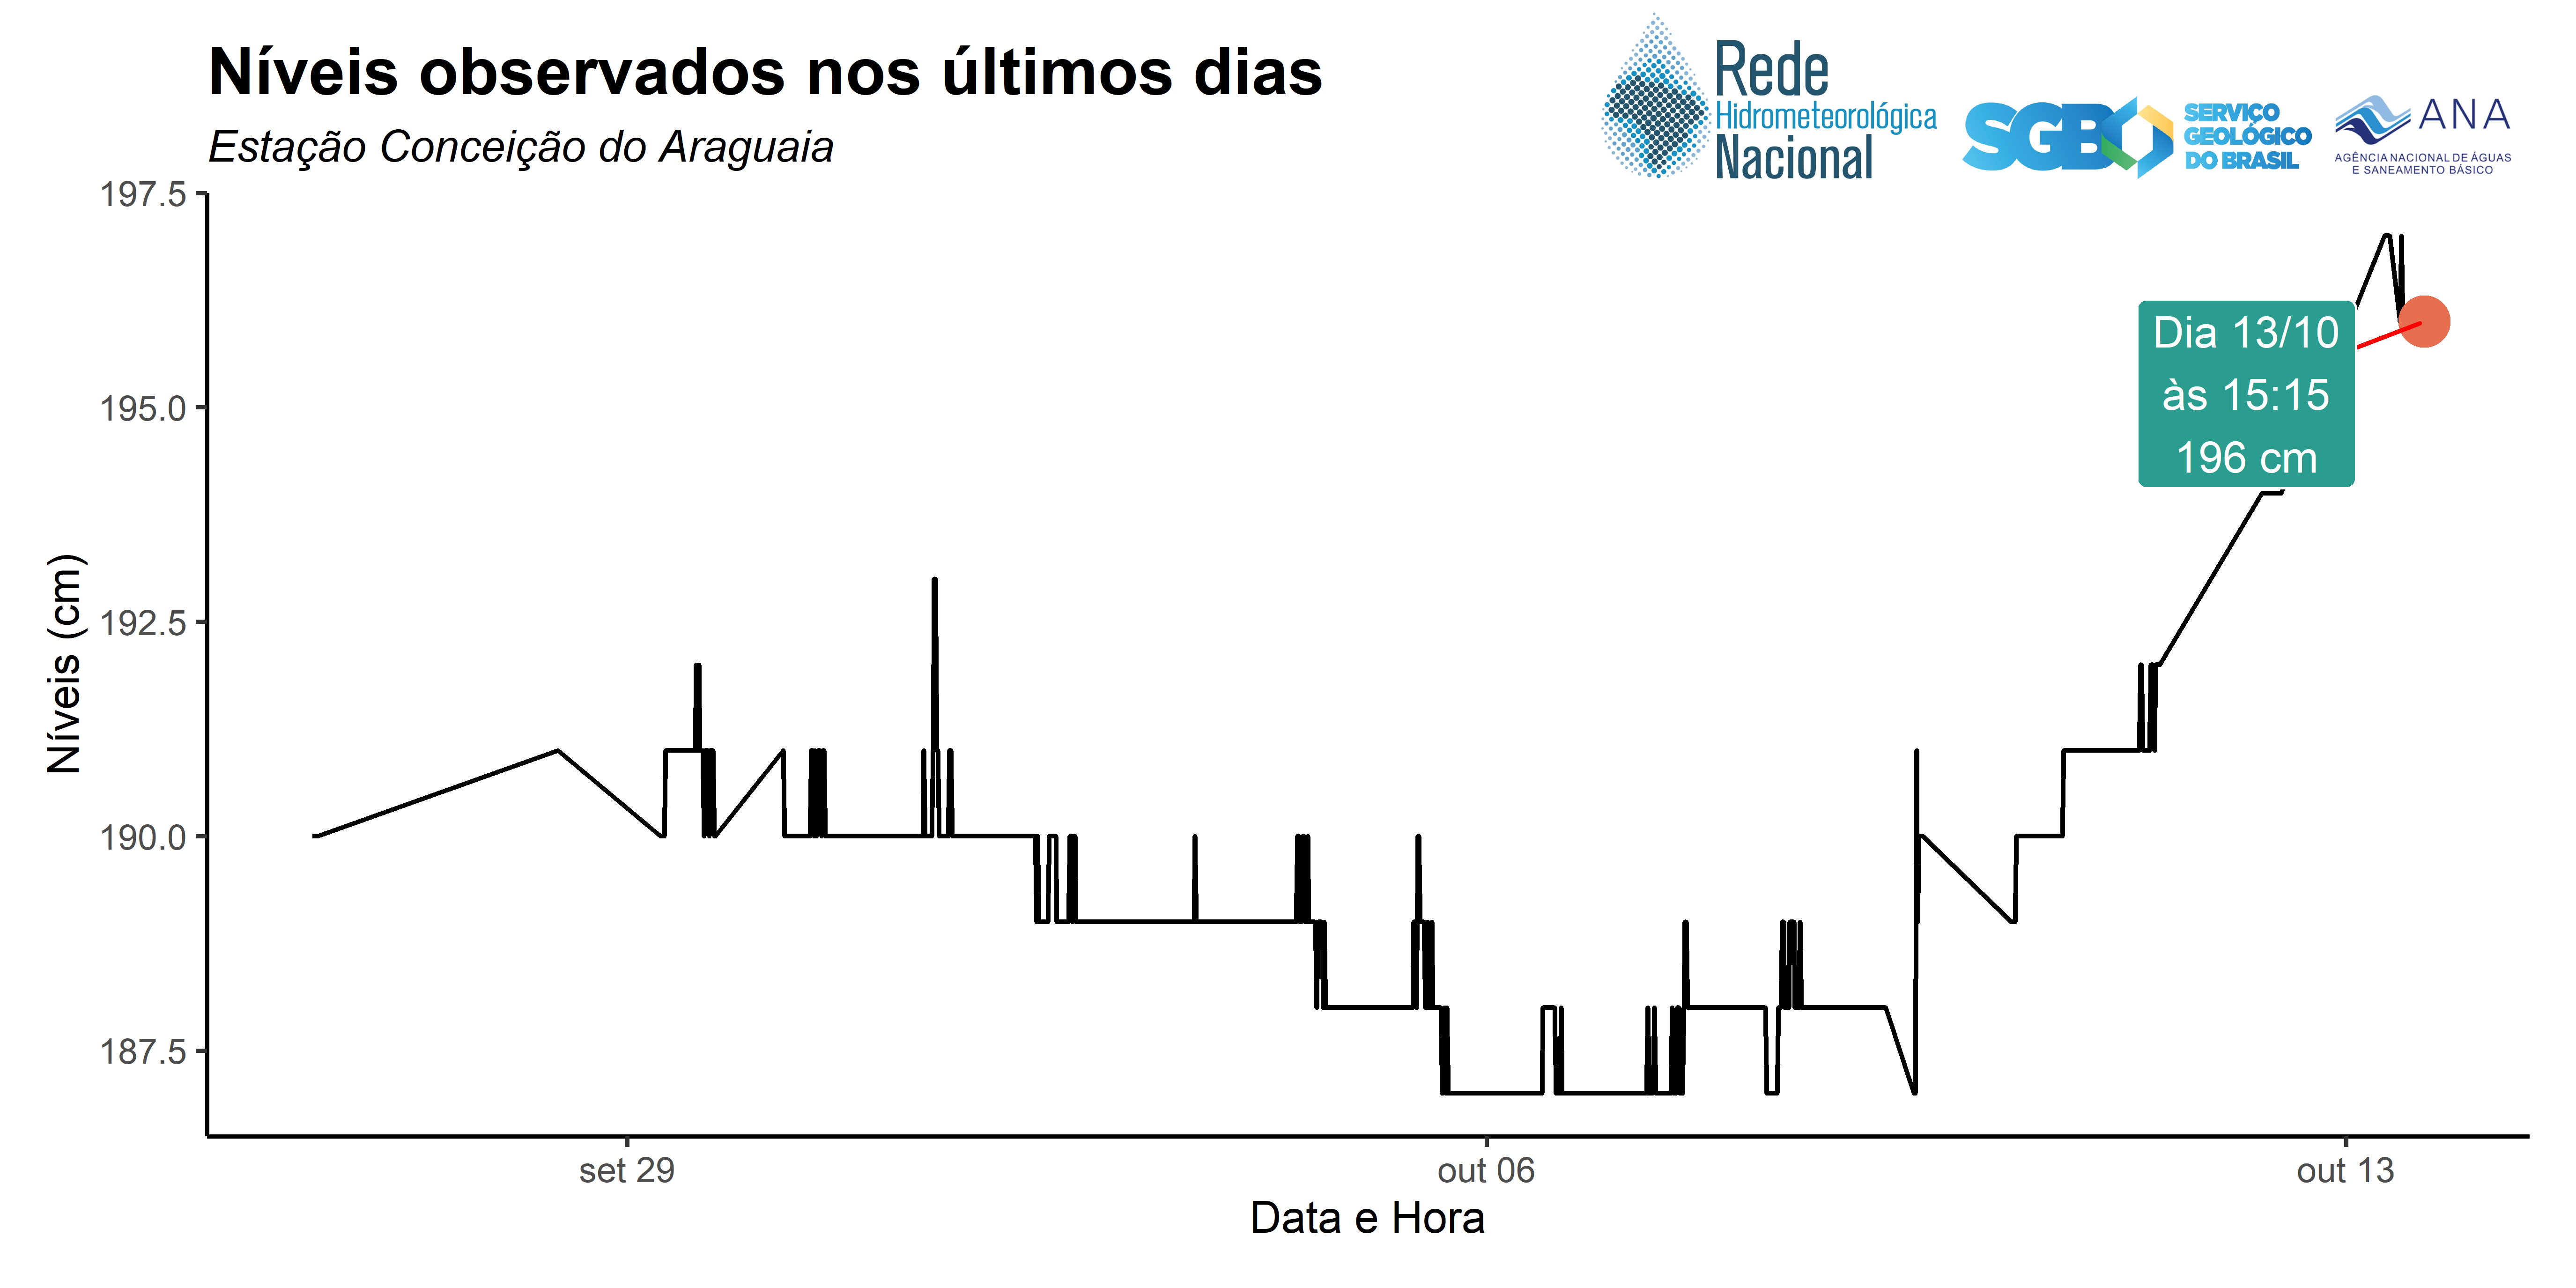 Níveis observados nos últimos dias
Estação Conceição do Araguaia
Rede
Hidrometeorológica
Nacional
SGB
SERVIÇO
GEOLÓGICO
DO BRASIL
ANA
AGÊNCIA NACIONAL DE ÁGUAS
E SANEAMENTO BÁSICO
197.5
195.0
192.5
190.0
187.5
Níveis (cm)
Dia 13/10
às 15:15
196 cm
set 29
out 06
out 13
Data e Hora